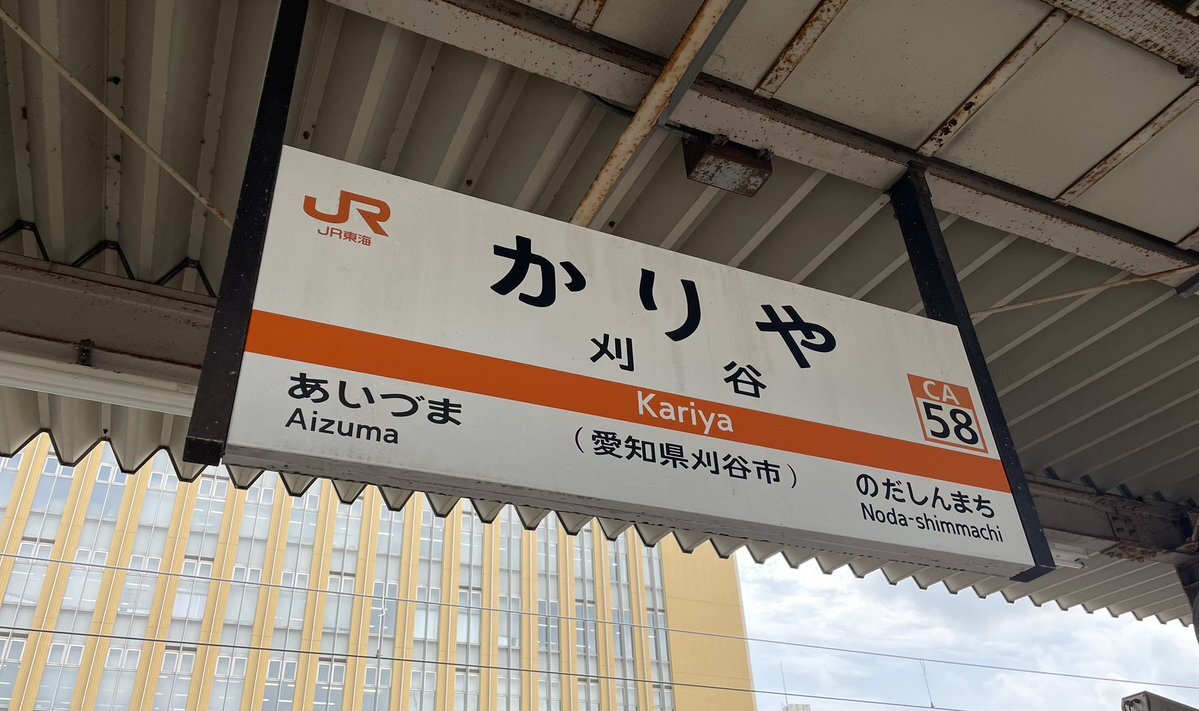 JR
JR東海
かりや
刈谷
Kariya
CA
58
あいづま
Aizuma
(愛知県刈谷市)
のだしんまち
Noda-shimmachi